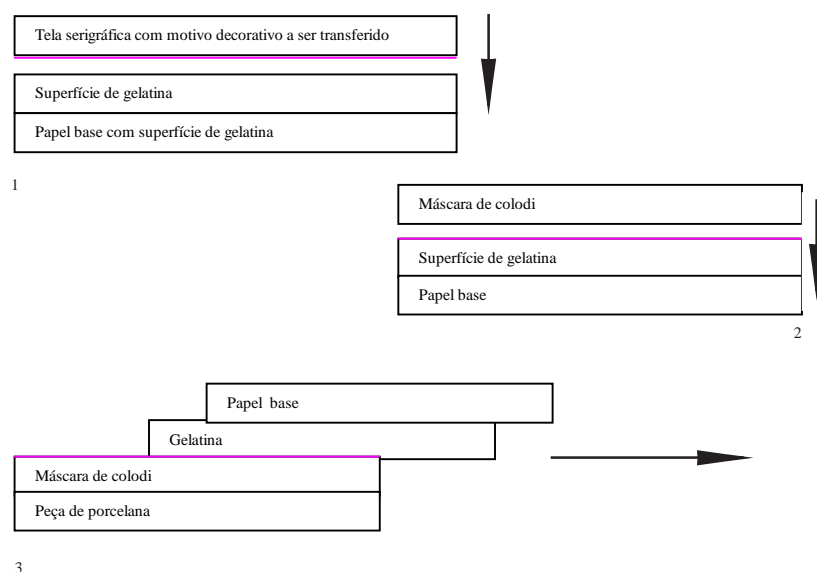 Tela serigráfica com motivo decorativo a ser transferido
Superfície de gelatina
Papel base com superfície de gelatina
1
Máscara de colodi
Superfície de gelatina
Papel base
2
Papel base
Gelatina
Máscara de colodi
Peça de porcelana
3